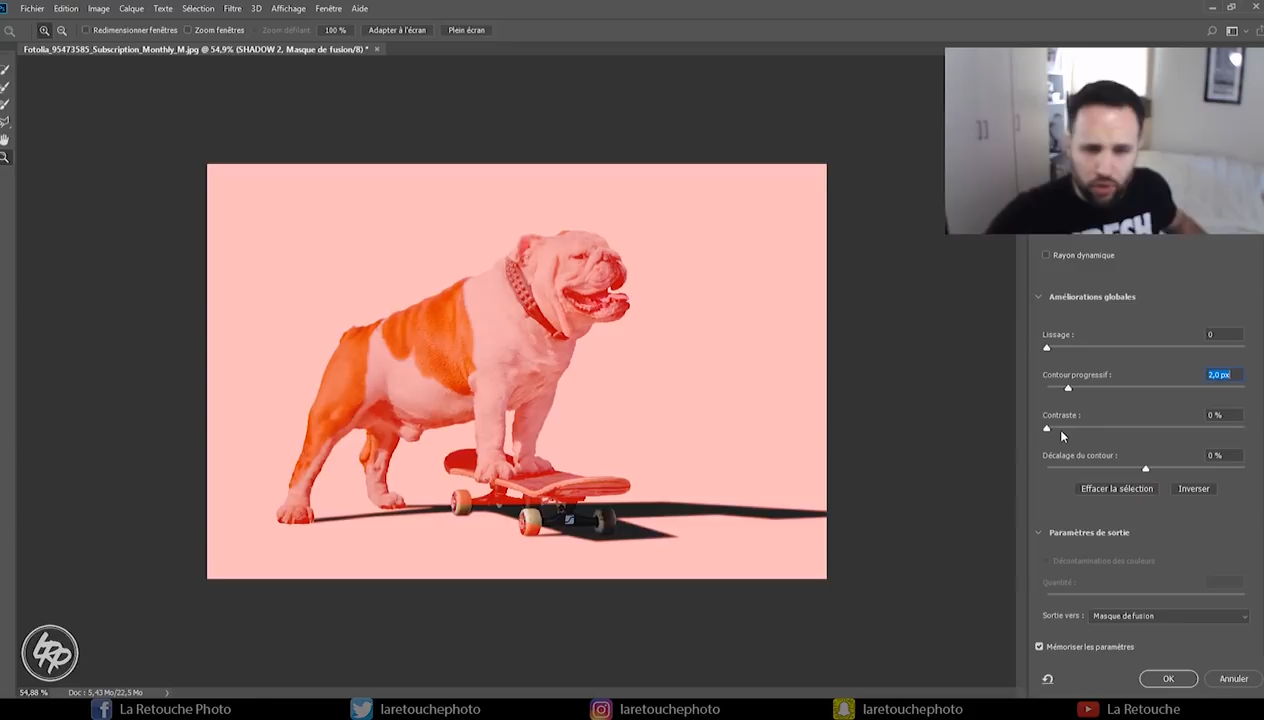 Fichier Edition Image Calque Texte Sélection Filtre 3D Affichage Fenêtre Aide
Redimensionner fenêtres Zoom fenêtres Zoom défilant 100 % Adapter à l'écran Plein écran
Fotolia_95473585_Subscription_Monthly_M.jpg @ 54,9% (SHADOW 2, Masque de fusion/8) * ×
Rayon dynamique
Améliorations globales
Lissage : 0
Contour progressif : 2,0 px
Contraste : 0 %
Décalage du contour : 0 %
Effacer la sélection Inverser
Paramètres de sortie
Décontamination des couleurs
Quantité :
Sortie vers : Masque de fusion
Mémoriser les paramètres
OK Annuler
54,88 % Doc : 5,43 Mo/22,5 Mo
La Retouche Photo laretouchephoto laretouchephoto laretouchephoto La Retouche Photo